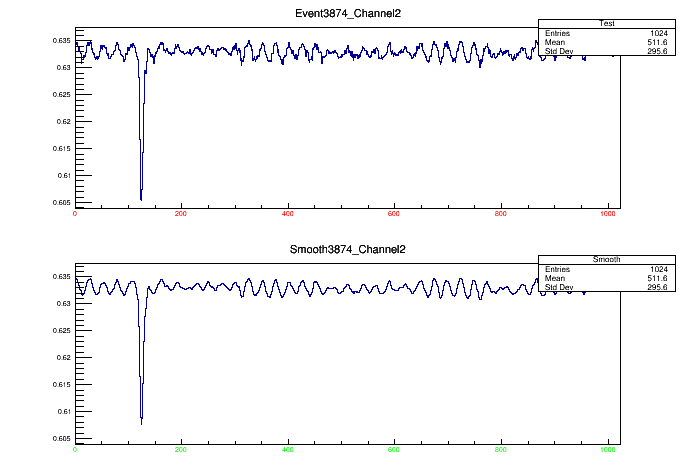 Event3874_Channel2
Test
Entries 1024
Mean 511.6
Std Dev 295.6
0.635
0.63
0.625
0.62
0.615
0.61
0.605
0 200 400 600 800 1000
Smooth3874_Channel2
Smooth
Entries 1024
Mean 511.6
Std Dev 295.6
0.635
0.63
0.625
0.62
0.615
0.61
0.605
0 200 400 600 800 1000